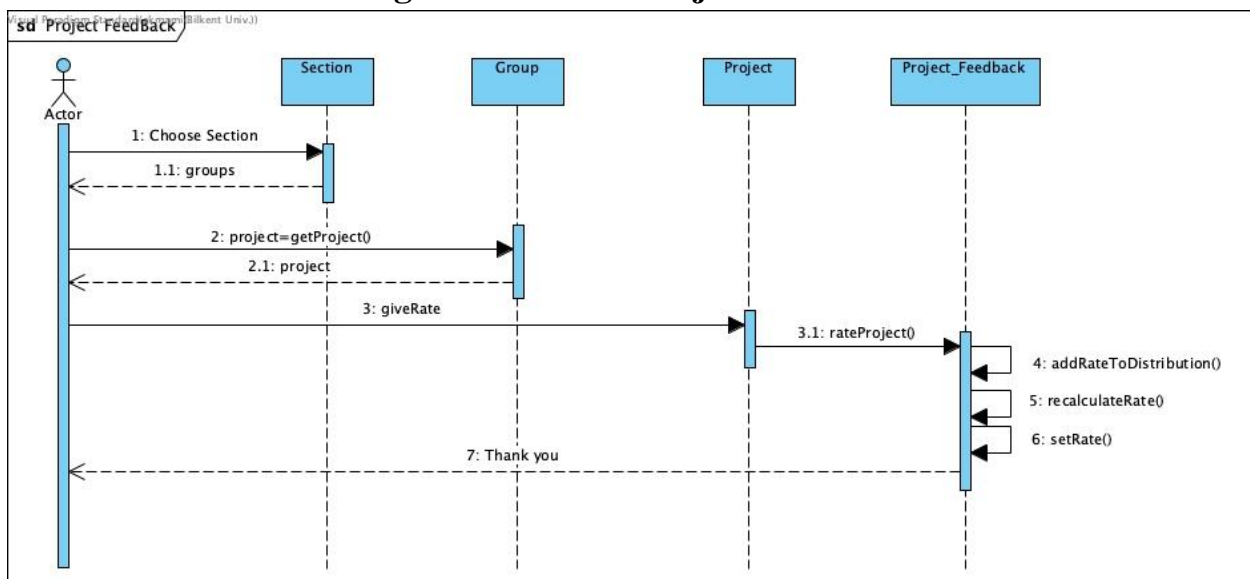 sd Project FeedBack
Actor
Section
Group
Project
Project_Feedback
1: Choose Section
1.1: groups
2: project=getProject()
2.1: project
3: giveRate
3.1: rateProject()
4: addRateToDistribution()
5: recalculateRate()
6: setRate()
7: Thank you